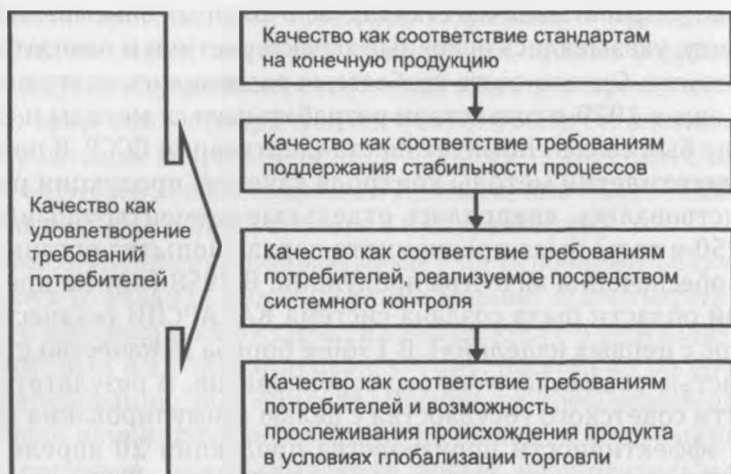 Качество как соответствие стандартам
на конечную продукцию
Качество как соответствие требованиям
поддержания стабильности процессов
Качество как
удовлетворение
требований
потребителей
Качество как соответствие требованиям
потребителей, реализуемое посредством
системного контроля
Качество как соответствие требованиям
потребителей и возможность
прослеживания происхождения продукта
в условиях глобализации торговли